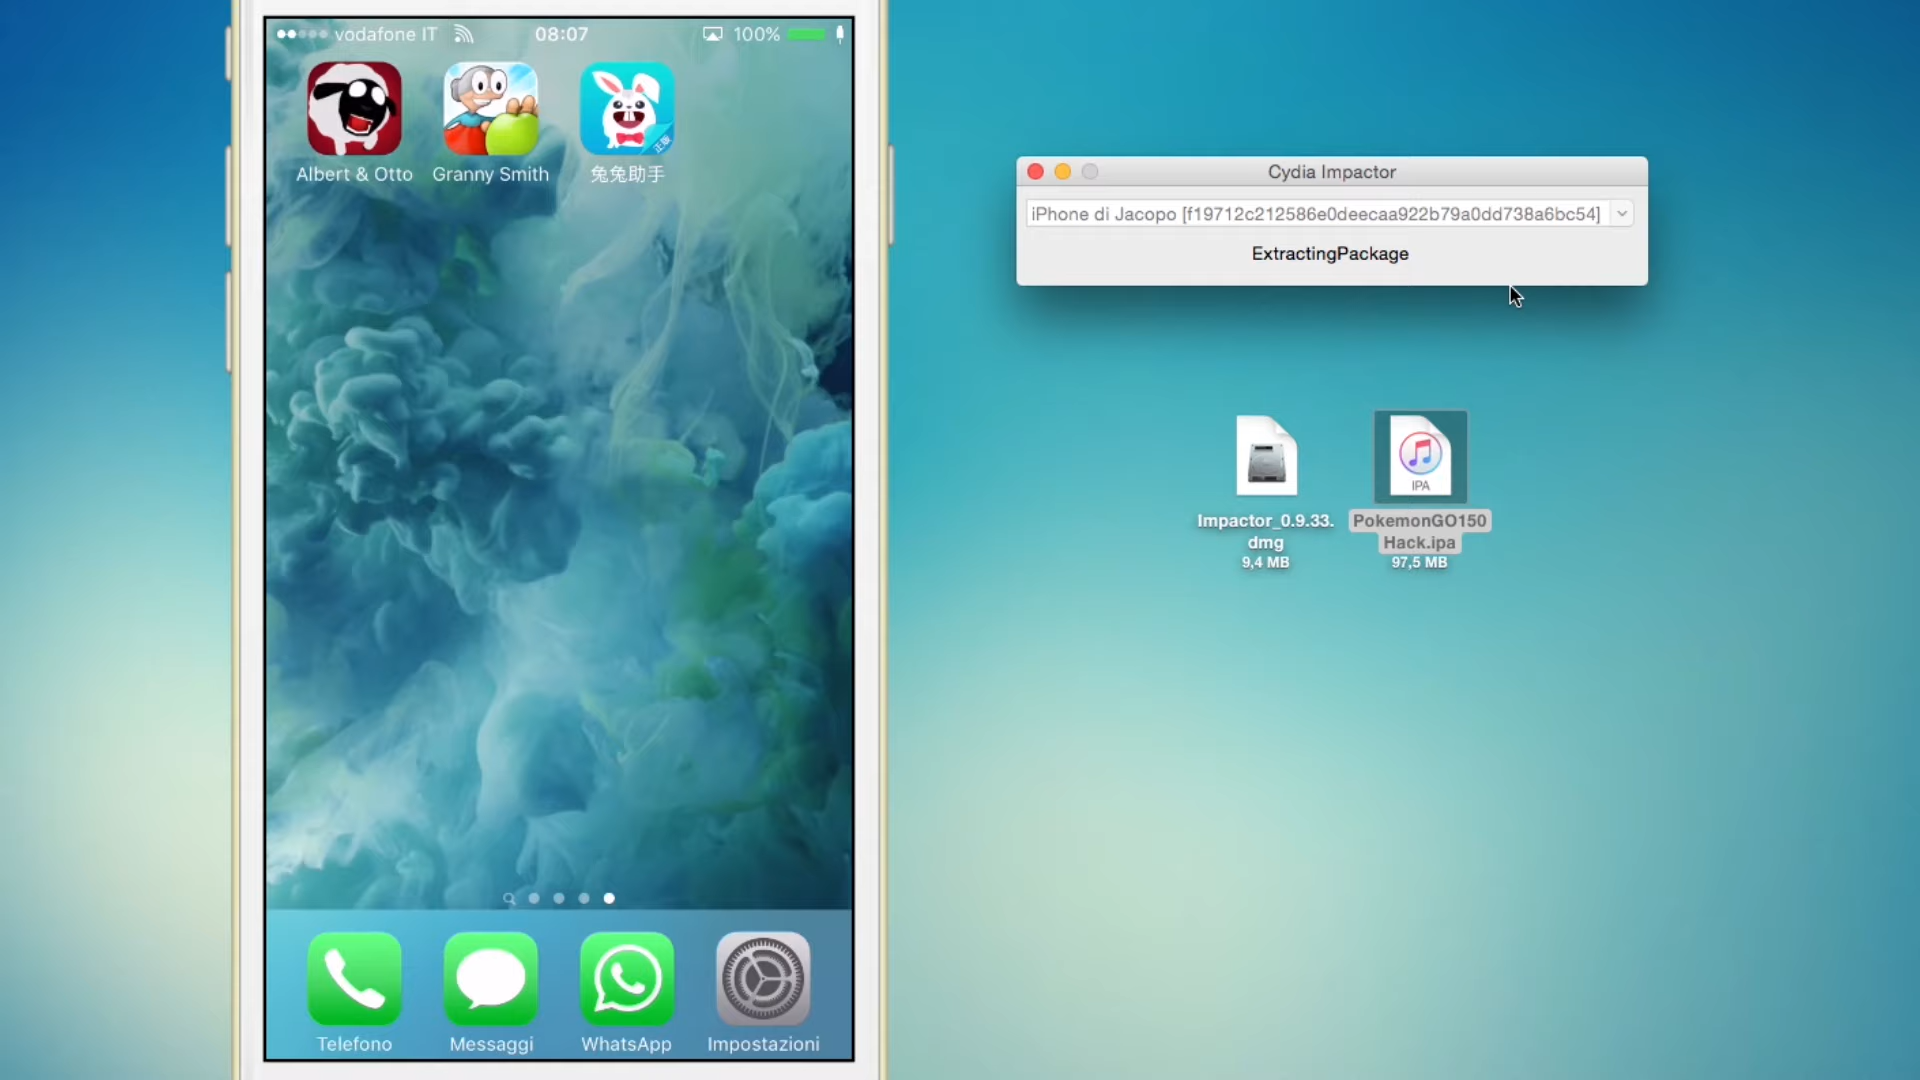 vodafone IT
08:07
100%
Albert & Otto
Granny Smith
正版
兔兔助手
Telefono
Messaggi
WhatsApp
Impostazioni
Cydia Impactor
iPhone di Jacopo [f19712c212586e0deecaa922b79a0dd738a6bc54]
ExtractingPackage
Impactor_0.9.33.
dmg
9,4 MB
IPA
PokemonGO150
Hack.ipa
97,5 MB